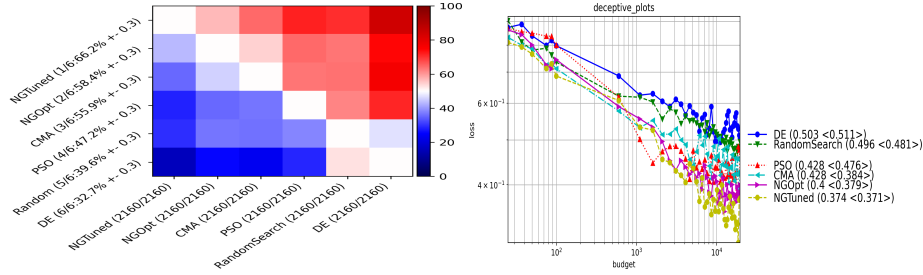 NGTuned (1/6:66.2% +- 0.3)
NGOpt (2/6:58.4% +- 0.3)
CMA (3/6:55.9% +- 0.3)
PSO (4/6:47.2% +- 0.3)
Random (5/6:39.6% +- 0.3)
DE (6/6:32.7% +- 0.3)
NGTuned (2160/2160)
NGOpt (2160/2160)
CMA (2160/2160)
PSO (2160/2160)
RandomSearch (2160/2160)
DE (2160/2160)
100
80
60
40
20
0
deceptive_plots
loss
6 × 10⁻¹
4 × 10⁻¹
10²
10³
10⁴
budget
DE (0.503 <0.511>)
RandomSearch (0.496 <0.481>)
PSO (0.428 <0.476>)
CMA (0.428 <0.384>)
NGOpt (0.4 <0.379>)
NGTuned (0.374 <0.371>)